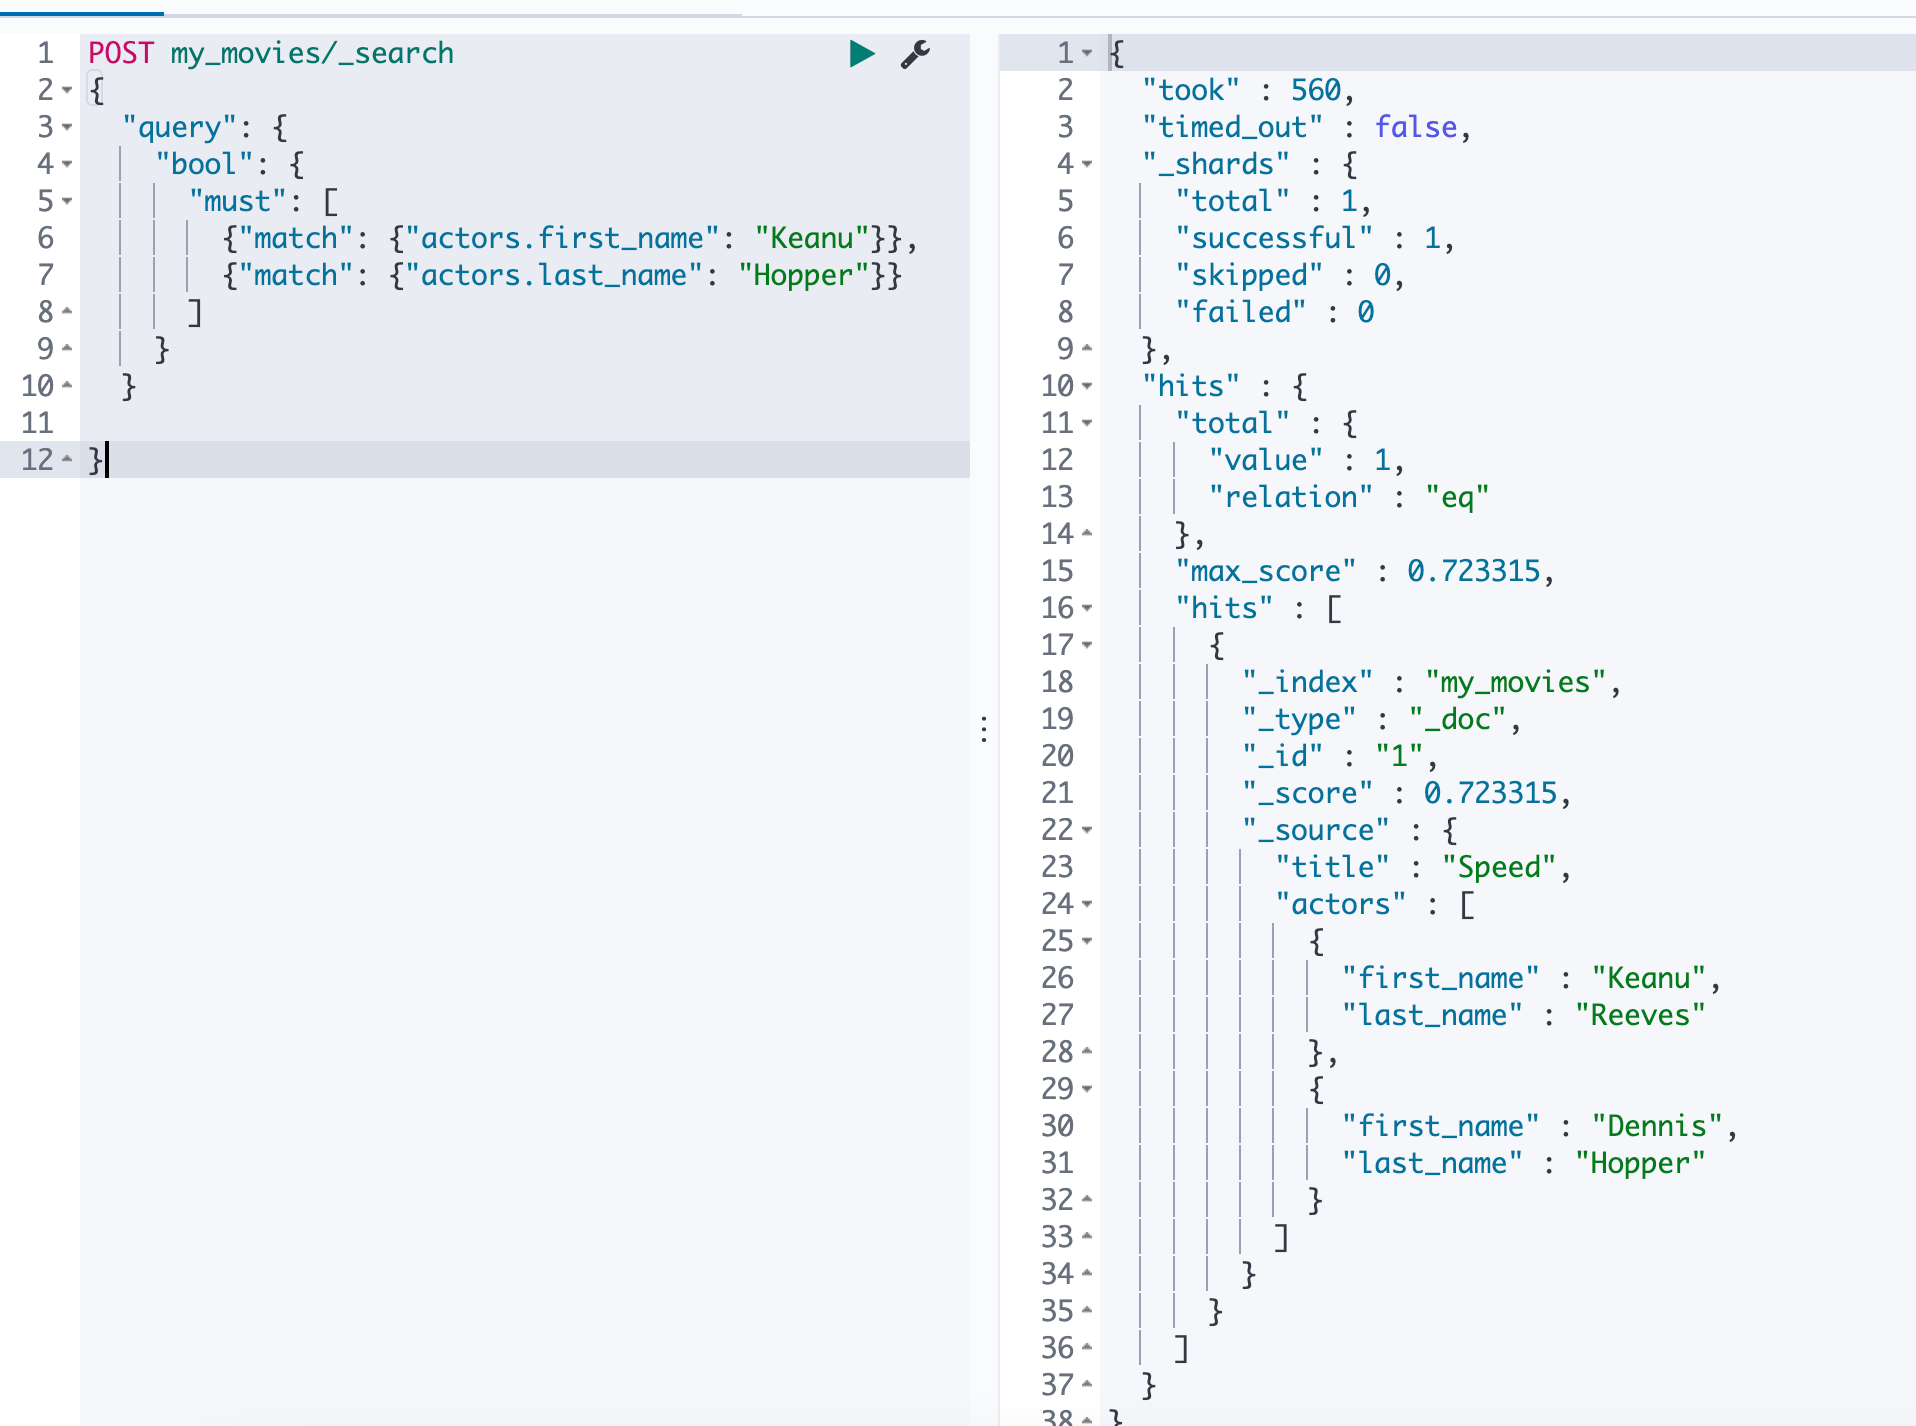 1 POST my_movies/_search
2 {
3   "query": {
4     "bool": {
5       "must": [
6         {"match": {"actors.first_name": "Keanu"}},
7         {"match": {"actors.last_name": "Hopper"}}
8       ]
9     }
10   }
11
12 }
1 {
2   "took" : 560,
3   "timed_out" : false,
4   "_shards" : {
5     "total" : 1,
6     "successful" : 1,
7     "skipped" : 0,
8     "failed" : 0
9   },
10   "hits" : {
11     "total" : {
12       "value" : 1,
13       "relation" : "eq"
14     },
15     "max_score" : 0.723315,
16     "hits" : [
17       {
18         "_index" : "my_movies",
19         "_type" : "_doc",
20         "_id" : "1",
21         "_score" : 0.723315,
22         "_source" : {
23           "title" : "Speed",
24           "actors" : [
25             {
26               "first_name" : "Keanu",
27               "last_name" : "Reeves"
28             },
29             {
30               "first_name" : "Dennis",
31               "last_name" : "Hopper"
32             }
33           ]
34         }
35       }
36     ]
37   }
38 }